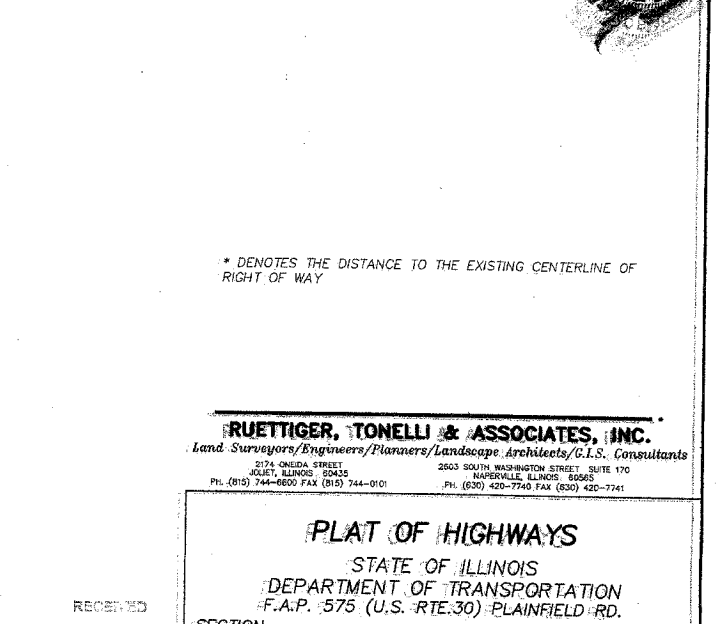 * DENOTES THE DISTANCE TO THE EXISTING CENTERLINE OF
RIGHT OF WAY
RUETTIGER, TONELLI & ASSOCIATES, INC.
Land Surveyors/Engineers/Planners/Landscape Architects/G.I.S. Consultants
2174 ONEIDA STREET
JOLIET, ILLINOIS 60435
PH. (815) 744-6600 FAX (815) 744-0101
2603 SOUTH WASHINGTON STREET SUITE 170
NAPERVILLE, ILLINOIS 60565
PH. (630) 420-7740 FAX (630) 420-7741
PLAT OF HIGHWAYS
STATE OF ILLINOIS
DEPARTMENT OF TRANSPORTATION
F.A.P. 575 (U.S. RTE.30) PLAINFIELD RD.
RECEIVED
SECTION